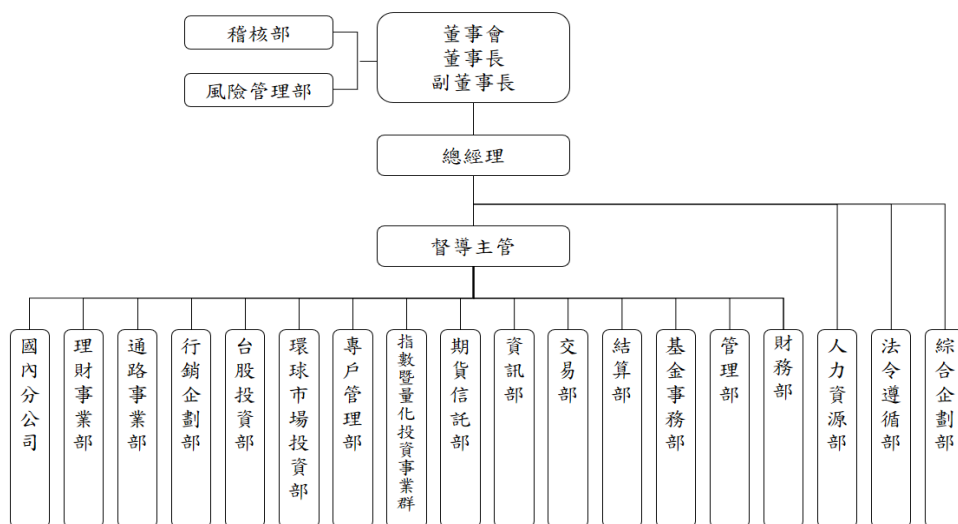 稽核部
董事會
董事長
副董事長
風險管理部
總經理
督導主管
國內分公司
理財事業部
通路事業部
行銷企劃部
台股投資部
環球市場投資部
專戶管理部
指數暨量化投資事業群
期貨信託部
資訊部
交易部
結算部
基金事務部
管理部
財務部
人力資源部
法令遵循部
綜合企劃部